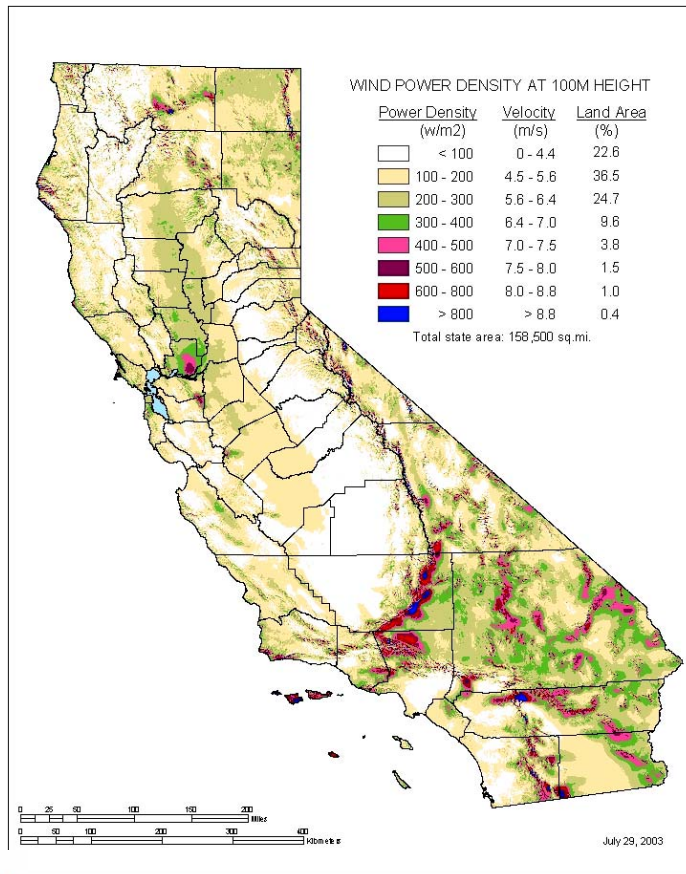 WIND POWER DENSITY AT 100M HEIGHT
Power Density Velocity Land Area
(w/m2) (m/s) (%)
< 100 0 - 4.4 22.6
100 - 200 4.5 - 5.6 36.5
200 - 300 5.6 - 6.4 24.7
300 - 400 6.4 - 7.0 9.6
400 - 500 7.0 - 7.5 3.8
500 - 600 7.5 - 8.0 1.5
600 - 800 8.0 - 8.8 1.0
> 800 > 8.8 0.4
Total state area: 158,500 sq.mi.
0 25 50 100 150 200
Miles
0 50 100 200 300 400
Kilometers
July 29, 2003